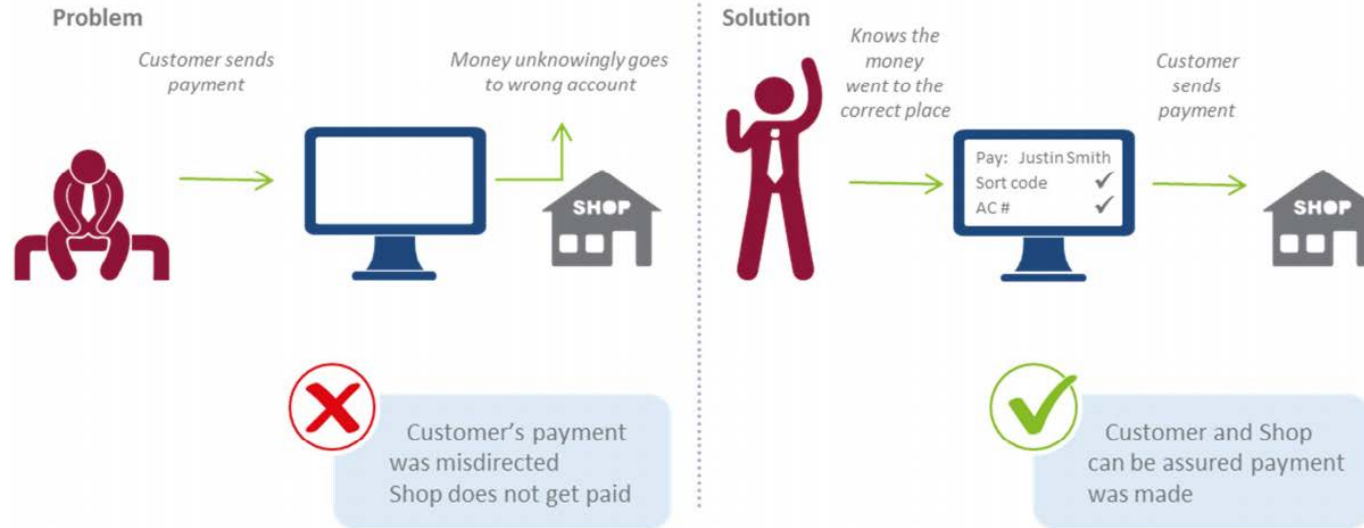 Problem
Customer sends
payment
Money unknowingly goes
to wrong account
SHOP
Customer's payment
was misdirected
Shop does not get paid
Solution
Knows the
money
went to the
correct place
Pay: Justin Smith
Sort code ✓
AC # ✓
Customer
sends
payment
SHOP
Customer and Shop
can be assured payment
was made